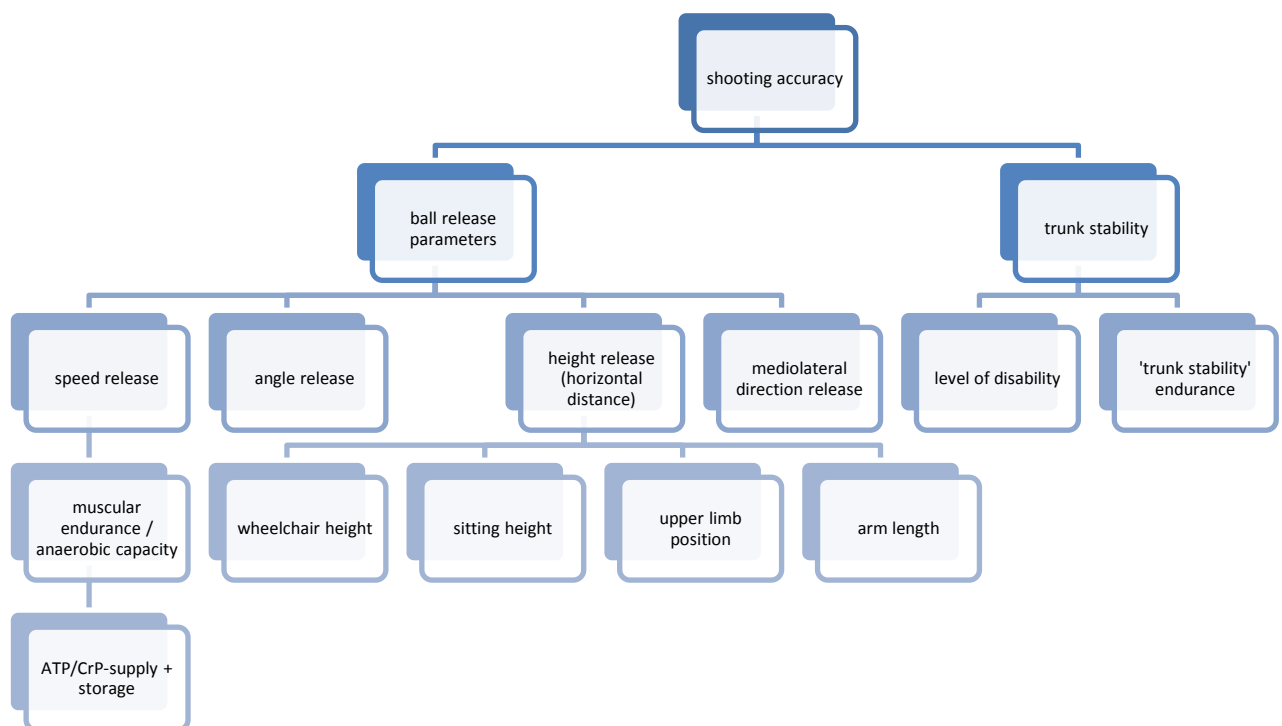 shooting accuracy
ball release
parameters
trunk stability
speed release
angle release
height release
(horizontal
distance)
mediolateral
direction release
level of disability
'trunk stability'
endurance
muscular
endurance /
anaerobic capacity
wheelchair height
sitting height
upper limb
position
arm length
ATP/CrP-supply +
storage